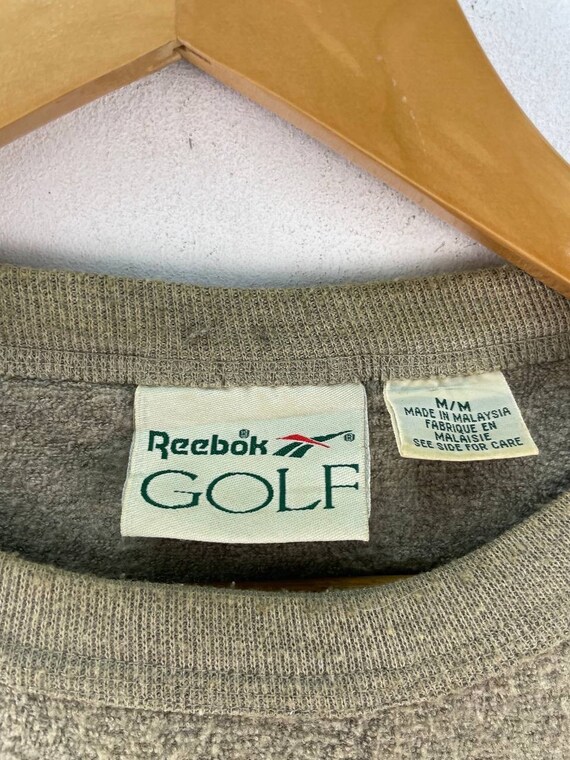 Reebok
GOLF
M/M
MADE IN MALAYSIA
FABRIQUE EN
MALAISIE
SEE SIDE FOR CARE